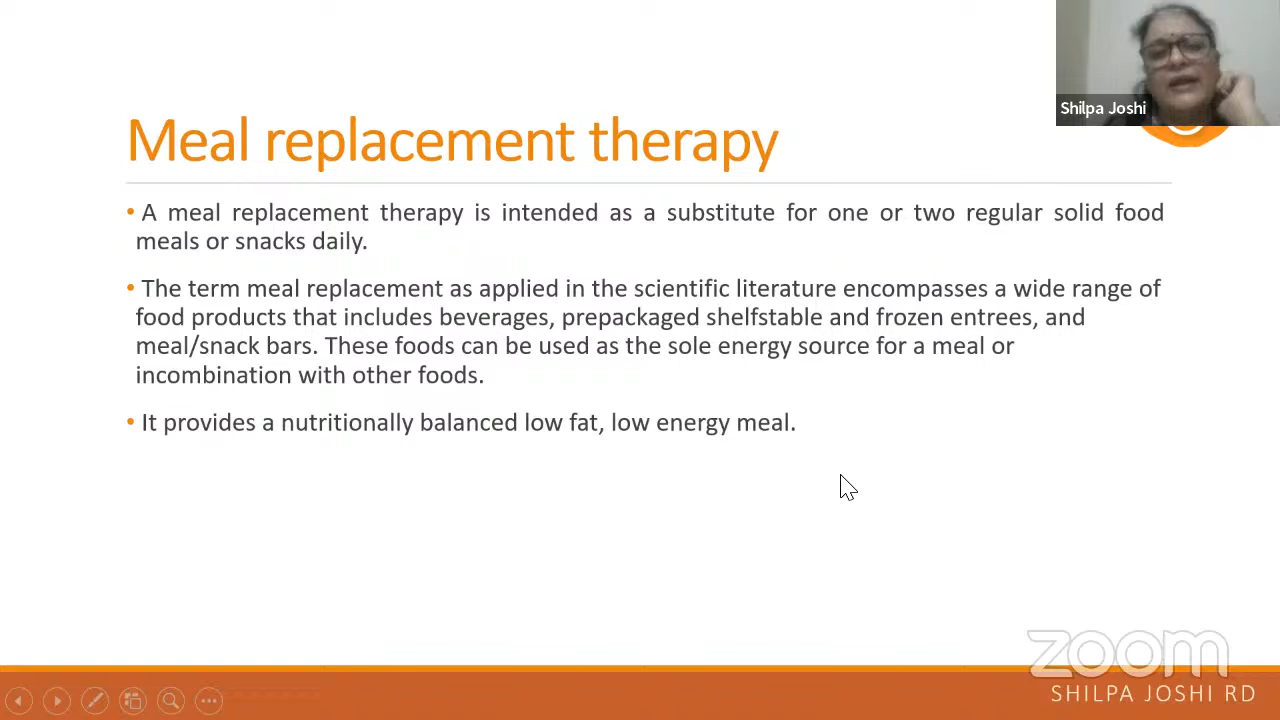 Shilpa Joshi
Meal replacement therapy
• A meal replacement therapy is intended as a substitute for one or two regular solid food
meals or snacks daily.
• The term meal replacement as applied in the scientific literature encompasses a wide range of
food products that includes beverages, prepackaged shelfstable and frozen entrees, and
meal/snack bars. These foods can be used as the sole energy source for a meal or
incombination with other foods.
• It provides a nutritionally balanced low fat, low energy meal.
zoom
SHILPA JOSHI RD